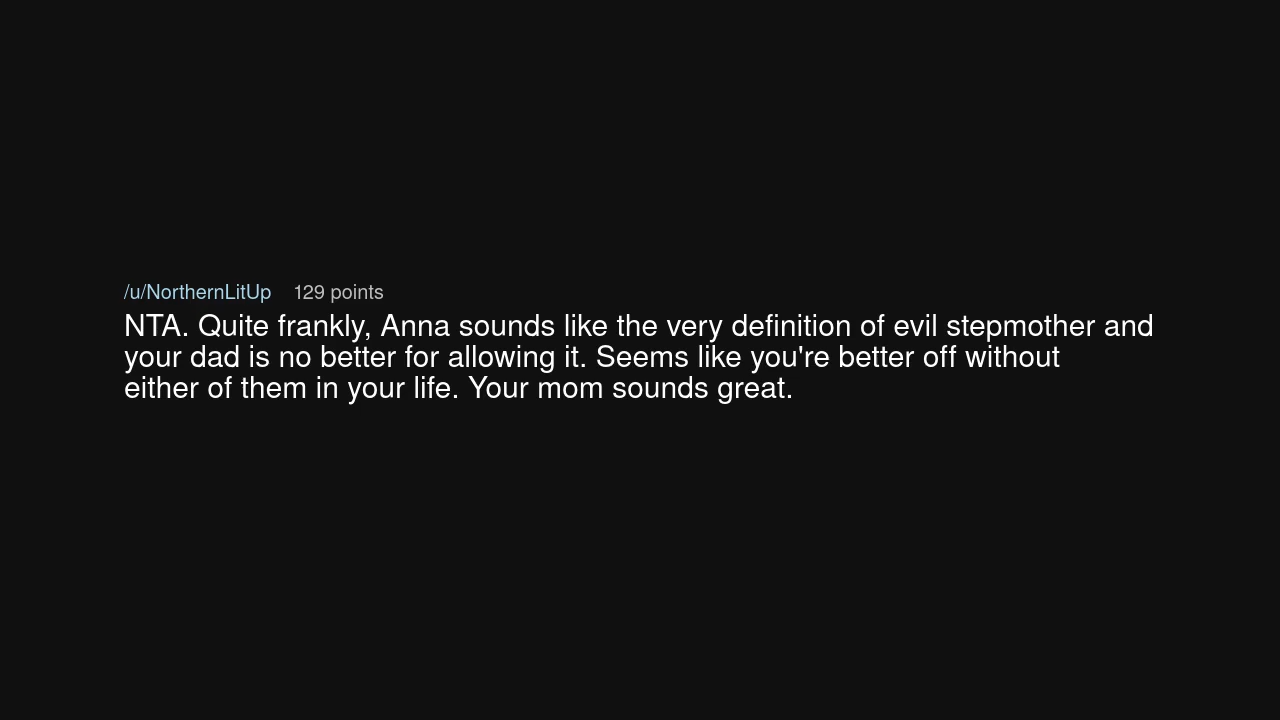 /u/NorthernLitUp 129 points
NTA. Quite frankly, Anna sounds like the very definition of evil stepmother and
your dad is no better for allowing it. Seems like you're better off without
either of them in your life. Your mom sounds great.